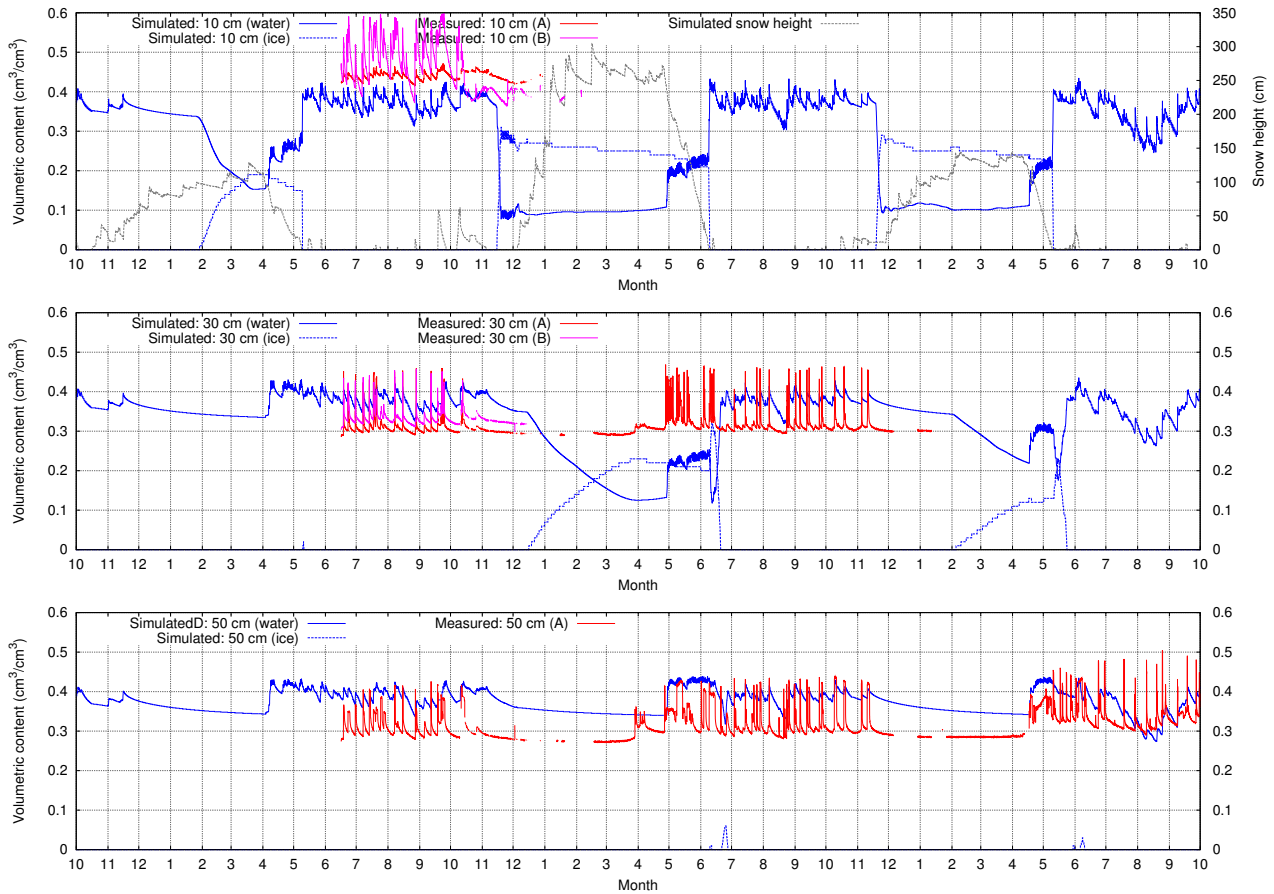 Simulated: 10 cm (water) Measured: 10 cm (A) Simulated snow height
Simulated: 10 cm (ice) Measured: 10 cm (B)
Volumetric content (cm3/cm3)
Snow height (cm)
0.6 350
300
0.5
250
0.4
200
0.3
150
0.2
100
0.1
50
0 0
10 11 12 1 2 3 4 5 6 7 8 9 10 11 12 1 2 3 4 5 6 7 8 9 10 11 12 1 2 3 4 5 6 7 8 9 10
Month
Simulated: 30 cm (water) Measured: 30 cm (A)
Simulated: 30 cm (ice) Measured: 30 cm (B)
Volumetric content (cm3/cm3)
0.6 0.6
0.5 0.5
0.4 0.4
0.3 0.3
0.2 0.2
0.1 0.1
0 0
10 11 12 1 2 3 4 5 6 7 8 9 10 11 12 1 2 3 4 5 6 7 8 9 10 11 12 1 2 3 4 5 6 7 8 9 10
Month
SimulatedD: 50 cm (water) Measured: 50 cm (A)
Simulated: 50 cm (ice)
Volumetric content (cm3/cm3)
0.6 0.6
0.5 0.5
0.4 0.4
0.3 0.3
0.2 0.2
0.1 0.1
0 0
10 11 12 1 2 3 4 5 6 7 8 9 10 11 12 1 2 3 4 5 6 7 8 9 10 11 12 1 2 3 4 5 6 7 8 9 10
Month